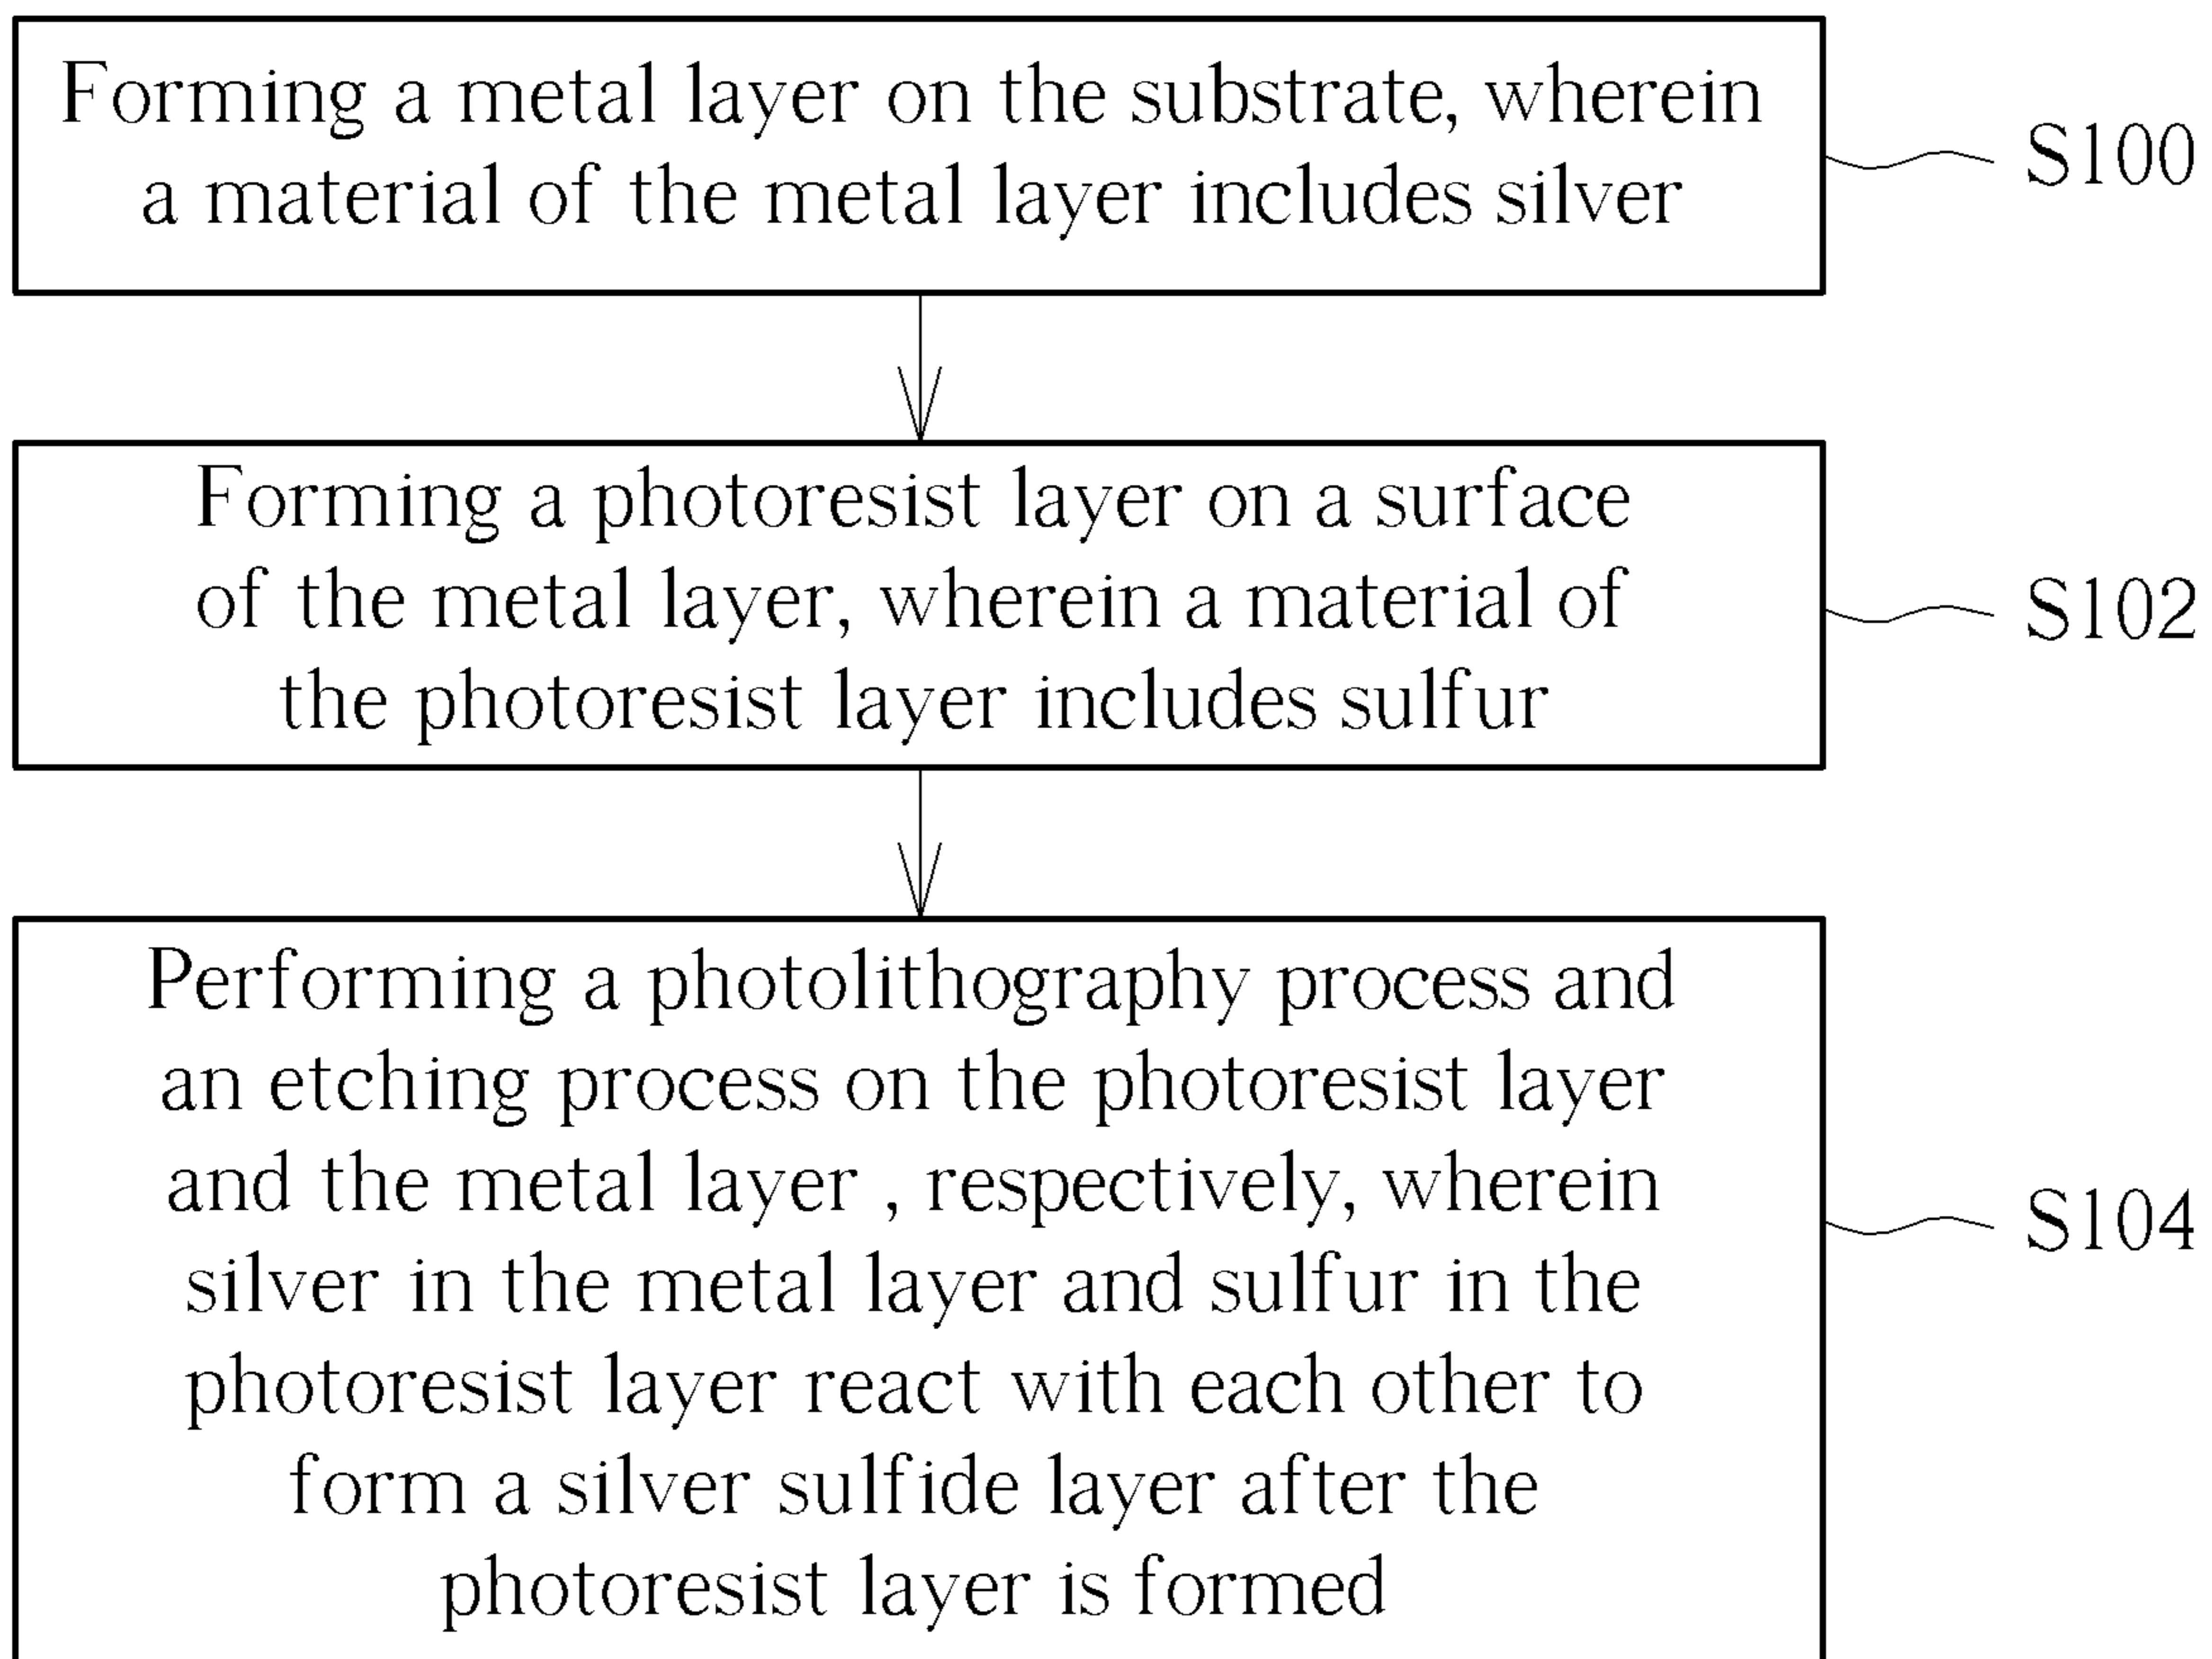 Forming a metal layer on the substrate, wherein
a material of the metal layer includes silver
S100
Forming a photoresist layer on a surface
of the metal layer, wherein a material of
the photoresist layer includes sulfur
S102
Performing a photolithography process and
an etching process on the photoresist layer
and the metal layer , respectively, wherein
silver in the metal layer and sulfur in the
photoresist layer react with each other to
form a silver sulfide layer after the
photoresist layer is formed
S104